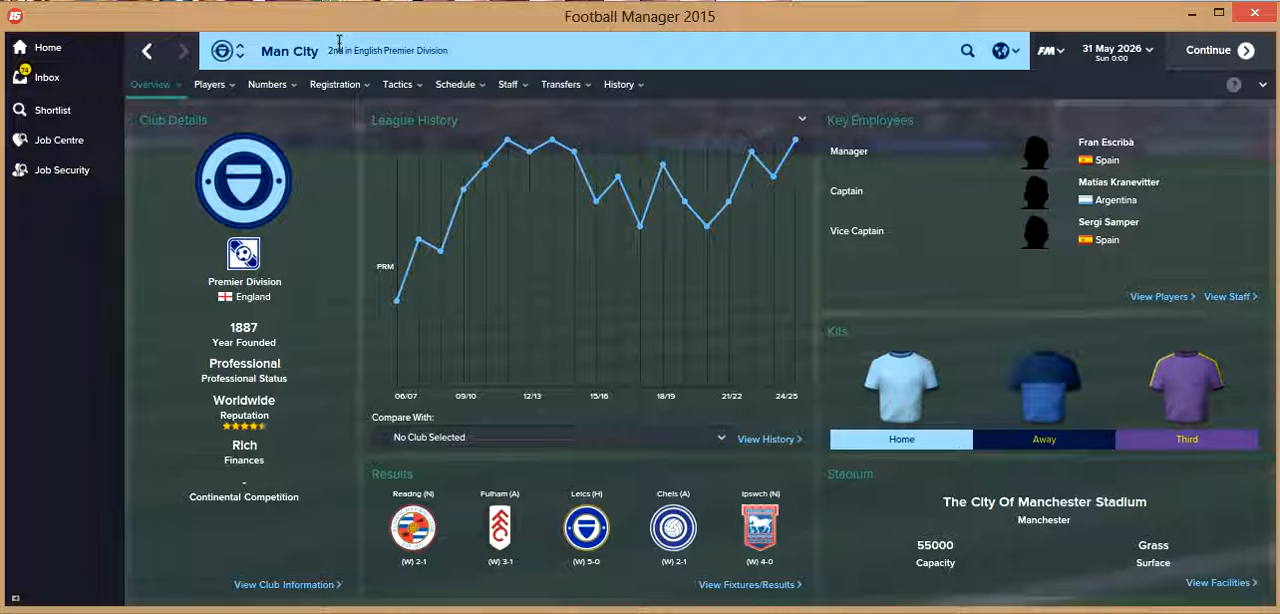 15
Football Manager 2015
Home
74
Inbox
Shortlist
Job Centre
Job Security
Man City
2nd in English Premier Division
FM
31 May 2026
Sun 0:00
Continue
Overview
Players
Numbers
Registration
Tactics
Schedule
Staff
Transfers
History
?
Club Details
Premier Division
England
1887
Year Founded
Professional
Professional Status
Worldwide
Reputation
Rich
Finances
-
Continental Competition
View Club Information >
League History
PRM
06/07 09/10 12/13 15/16 18/19 21/22 24/25
Compare With:
No Club Selected
View History >
Results
Readng (N) Fulham (A) Leics (H) Chels (A) Ipswch (N)
(W) 2-1 (W) 3-1 (W) 5-0 (W) 2-1 (W) 4-0
View Fixtures/Results >
Key Employees
Manager
Fran Escribà
Spain
Captain
Matías Kranevitter
Argentina
Vice Captain
Sergi Samper
Spain
View Players > View Staff >
Kits
Home Away Third
Stadium
The City Of Manchester Stadium
Manchester
55000 Grass
Capacity Surface
View Facilities >